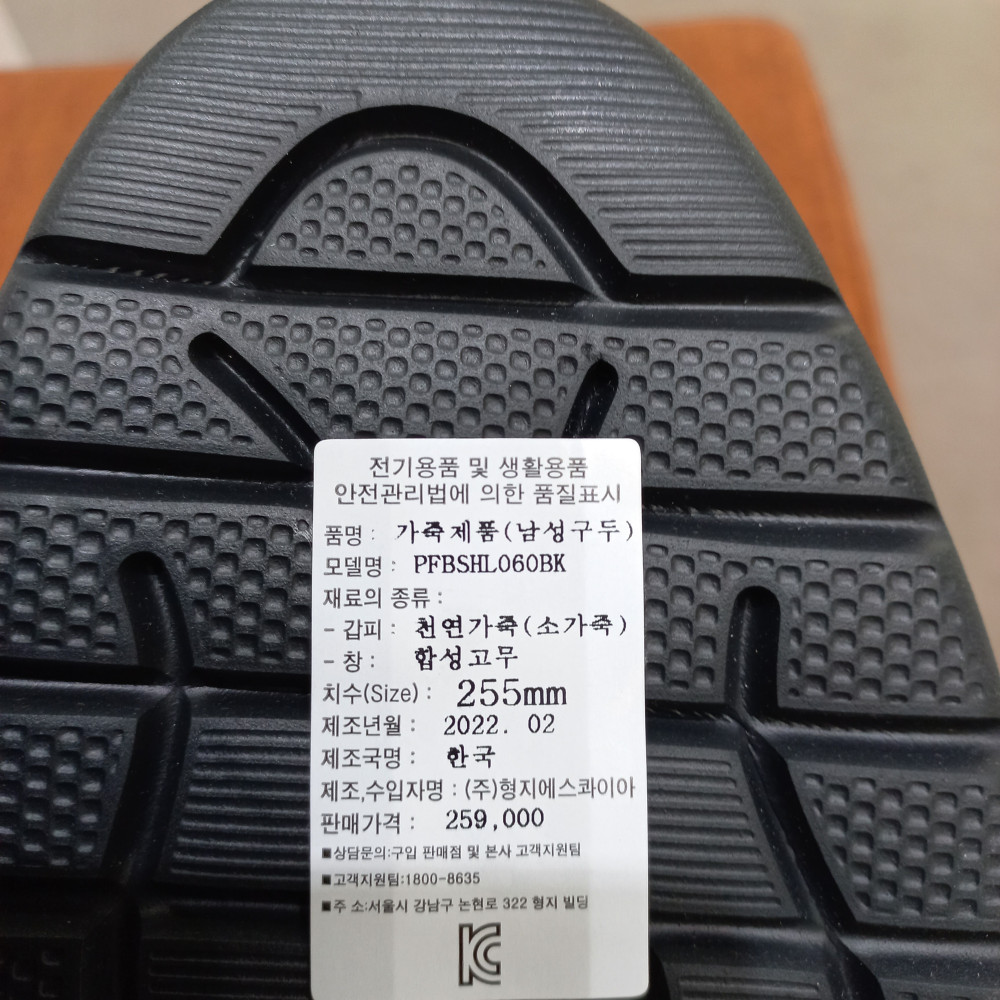 전기용품 및 생활용품
안전관리법에 의한 품질표시
품명 : 가죽제품(남성구두)
모델명 : PFBSHL060BK
재료의 종류 :
- 갑피 : 천연가죽(소가죽)
- 창 : 합성고무
치수(Size) : 255mm
제조년월 : 2022. 02
제조국명 : 한국
제조,수입자명 : (주)형지에스콰이아
판매가격 : 259,000
■상담문의:구입 판매점 및 본사 고객지원팀
■고객지원팀:1800-8635
■주 소:서울시 강남구 논현로 322 형지 빌딩
KC